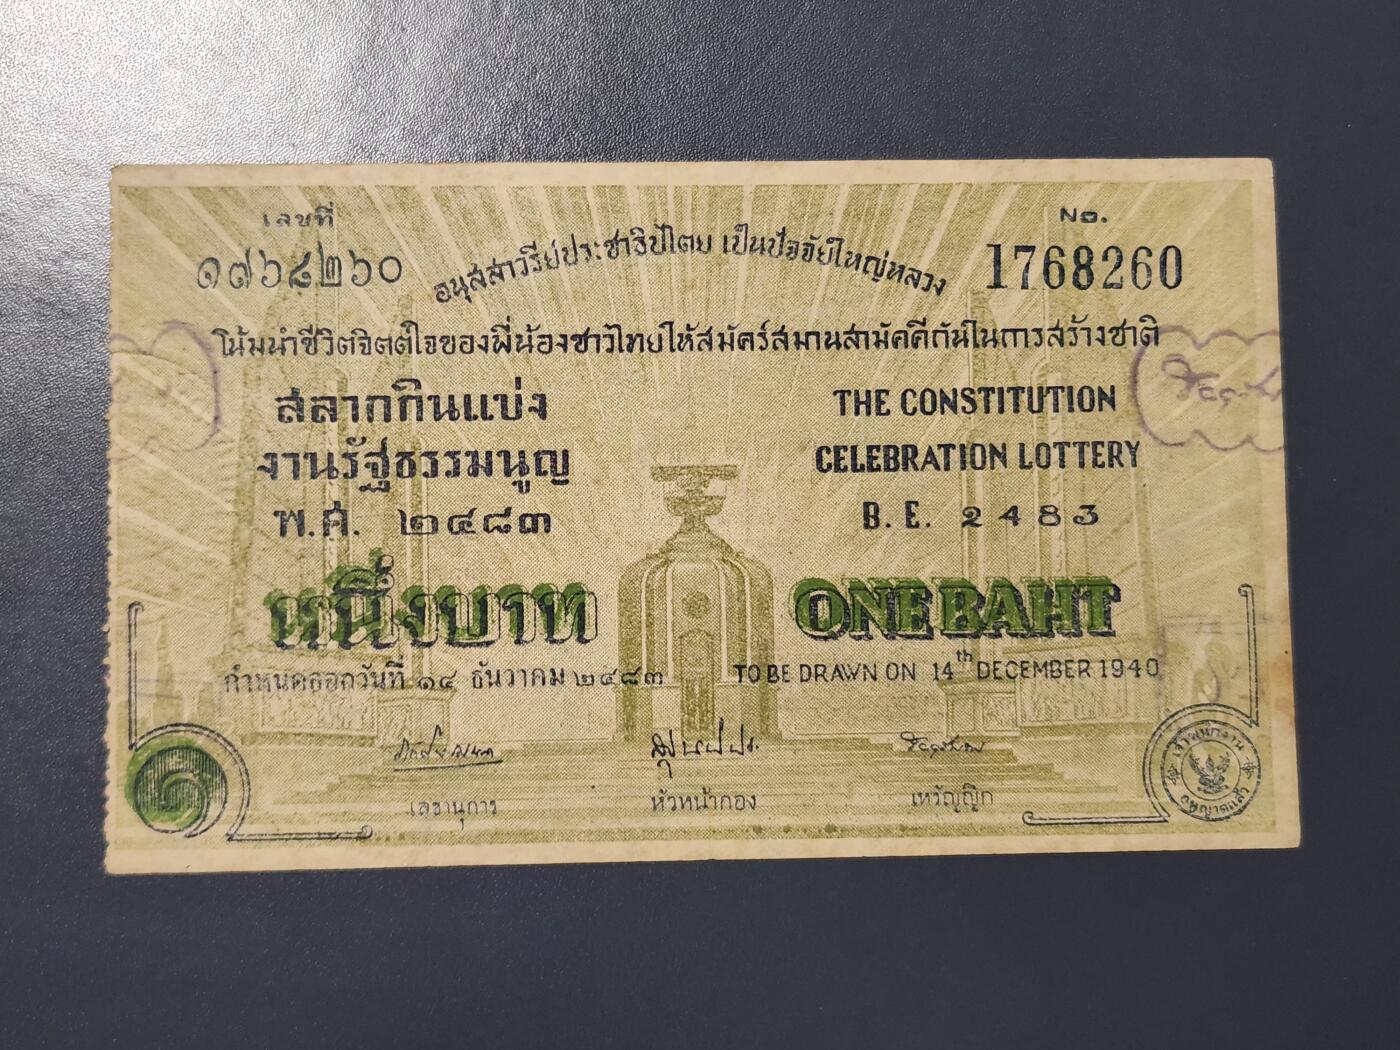 เลขที่
๑๗๖๘๒๖๐
No.
1768260
อนุสสาวรีย์ประชาธิปไตย เป็นปัจจัยใหญ่หลวง
โน้มนำชีวิตจิตต์ใจของพี่น้องชาวไทยให้สมัคร์สมานสามัคคีกันในการสร้างชาติ
สลากกินแบ่ง
งานรัฐธรรมนูญ
พ.ศ. ๒๔๘๓
THE CONSTITUTION
CELEBRATION LOTTERY
B. E. 2483
หนึ่งบาท
ONE BAHT
กำหนดออกวันที่ ๑๔ ธันวาคม ๒๔๘๓
TO BE DRAWN ON 14th DECEMBER 1940
เลขานุการ
หัวหน้ากอง
เหรัญญิก
๑